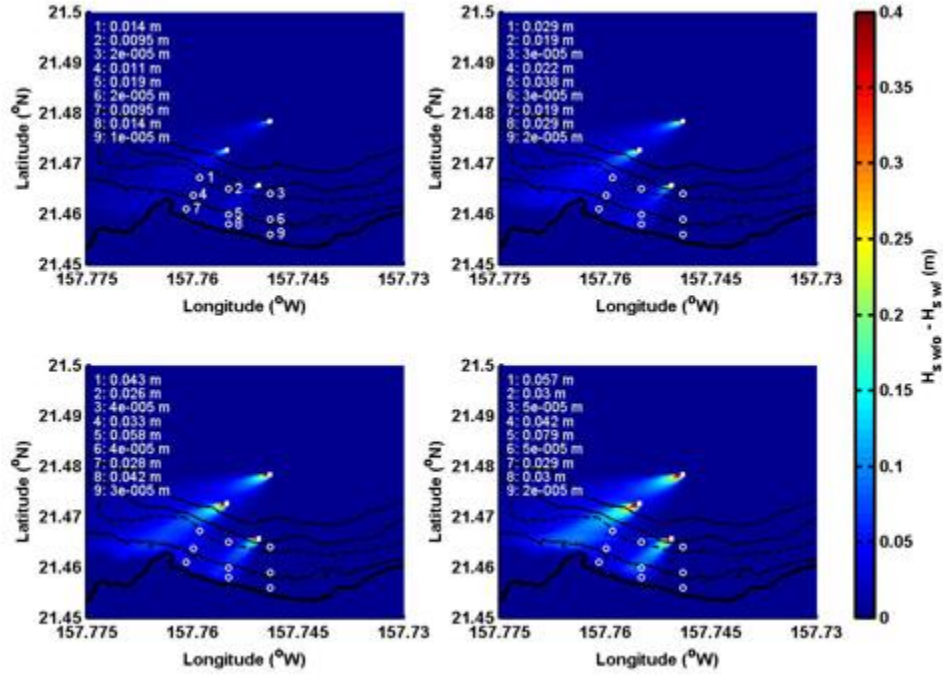 21.5
21.49
21.48
21.47
21.46
21.45
Latitude (°N)
1: 0.014 m
2: 0.0095 m
3: 2e-005 m
4: 0.011 m
5: 0.019 m
6: 2e-005 m
7: 0.0095 m
8: 0.014 m
9: 1e-005 m
1
2
3
4
5
6
7
8
9
157.775
157.76
157.745
157.73
Longitude (°W)
21.5
21.49
21.48
21.47
21.46
21.45
Latitude (°N)
1: 0.029 m
2: 0.019 m
3: 3e-005 m
4: 0.022 m
5: 0.038 m
6: 3e-005 m
7: 0.019 m
8: 0.029 m
9: 2e-005 m
157.775
157.76
157.745
157.73
Longitude (°W)
21.5
21.49
21.48
21.47
21.46
21.45
Latitude (°N)
1: 0.043 m
2: 0.026 m
3: 4e-005 m
4: 0.033 m
5: 0.058 m
6: 4e-005 m
7: 0.028 m
8: 0.042 m
9: 3e-005 m
157.775
157.76
157.745
157.73
Longitude (°W)
21.5
21.49
21.48
21.47
21.46
21.45
Latitude (°N)
1: 0.057 m
2: 0.03 m
3: 5e-005 m
4: 0.042 m
5: 0.079 m
6: 5e-005 m
7: 0.029 m
8: 0.03 m
9: 2e-005 m
157.775
157.76
157.745
157.73
Longitude (°W)
0.4
0.35
0.3
0.25
0.2
0.15
0.1
0.05
0
H s w/o - H s w/ (m)